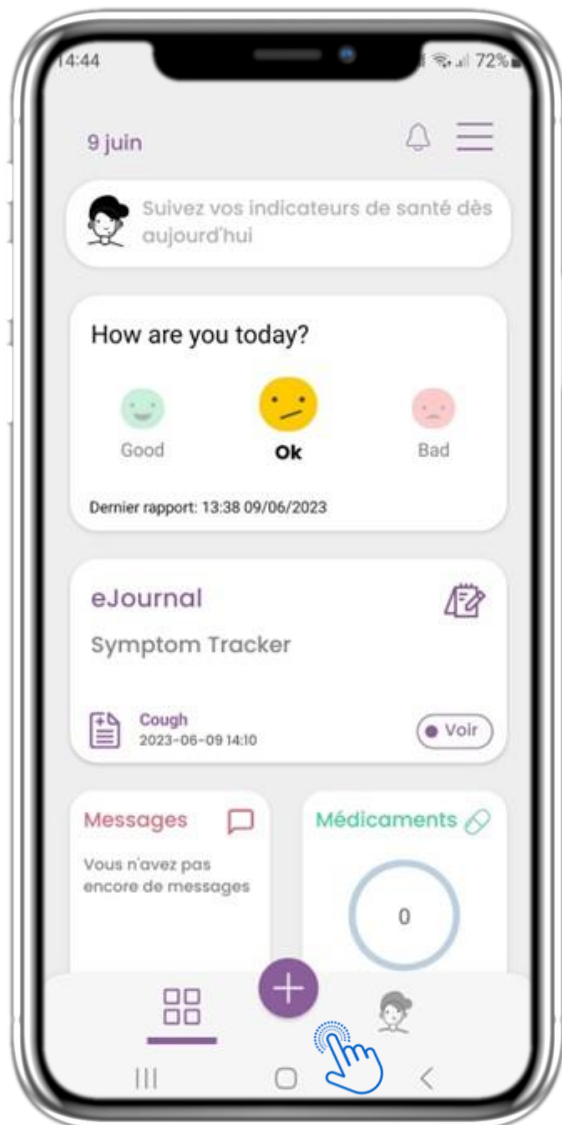 14:44
72%
9 juin
Suivez vos indicateurs de santé dès
aujourd'hui
How are you today?
Good
Ok
Bad
Dernier rapport: 13:38 09/06/2023
eJournal
Symptom Tracker
Cough
2023-06-09 14:10
Voir
Messages
Médicaments
Vous n'avez pas
encore de messages
0